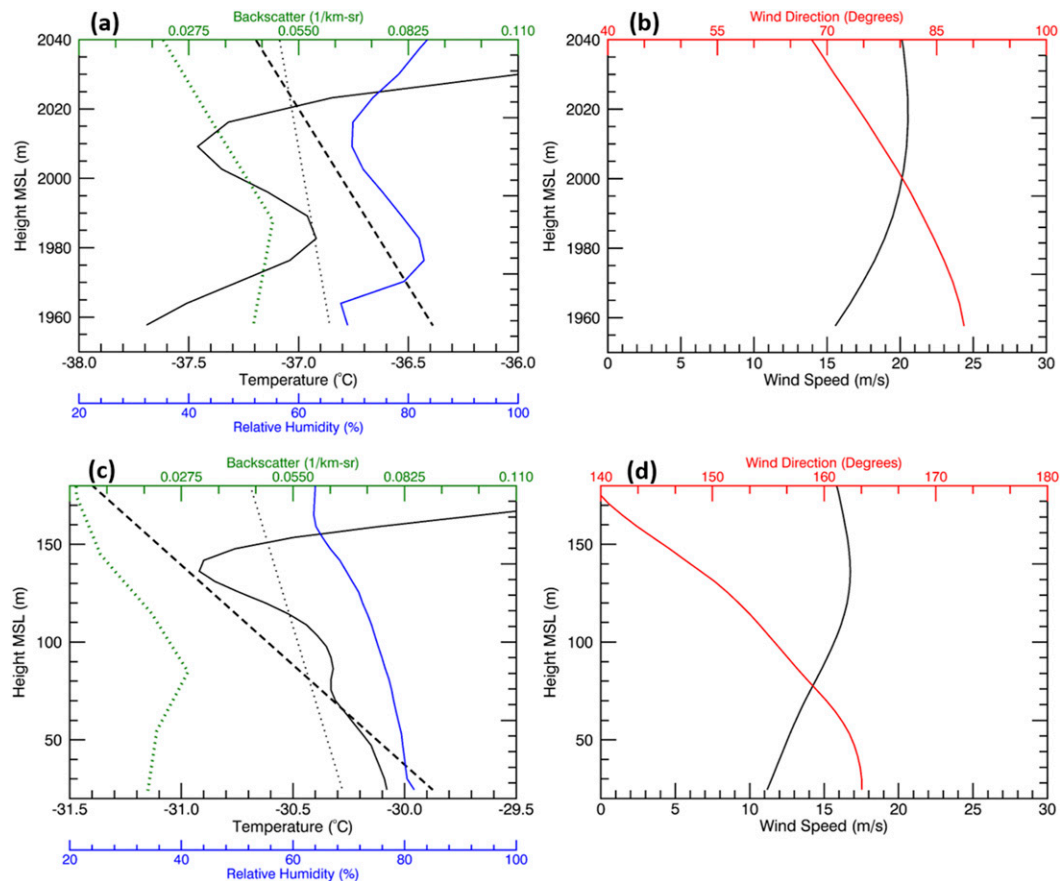 (a)
Backscatter (1/km-sr)
0.0275 0.0550 0.0825 0.110
2040
2020
2000
1980
1960
Height MSL (m)
-38.0 -37.5 -37.0 -36.5 -36.0
Temperature (°C)
20 40 60 80 100
Relative Humidity (%)
(b)
Wind Direction (Degrees)
40 55 70 85 100
2040
2020
2000
1980
1960
Height MSL (m)
0 5 10 15 20 25 30
Wind Speed (m/s)
(c)
Backscatter (1/km-sr)
0.0275 0.0550 0.0825 0.110
150
100
50
Height MSL (m)
-31.5 -31.0 -30.5 -30.0 -29.5
Temperature (°C)
20 40 60 80 100
Relative Humidity (%)
(d)
Wind Direction (Degrees)
140 150 160 170 180
150
100
50
Height MSL (m)
0 5 10 15 20 25 30
Wind Speed (m/s)